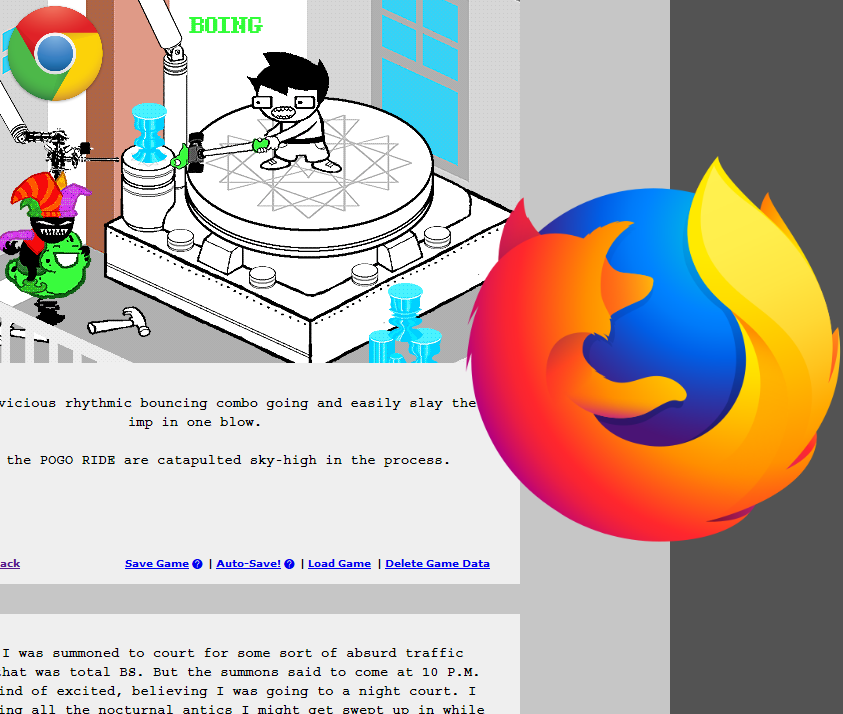 BOING
vicious rhythmic bouncing combo going and easily slay the
imp in one blow.
the POGO RIDE are catapulted sky-high in the process.
ack
Save Game ? | Auto-Save! ? | Load Game | Delete Game Data
I was summoned to court for some sort of absurd traffic
that was total BS. But the summons said to come at 10 P.M.
ind of excited, believing I was going to a night court. I
ing all the nocturnal antics I might get swept up in while